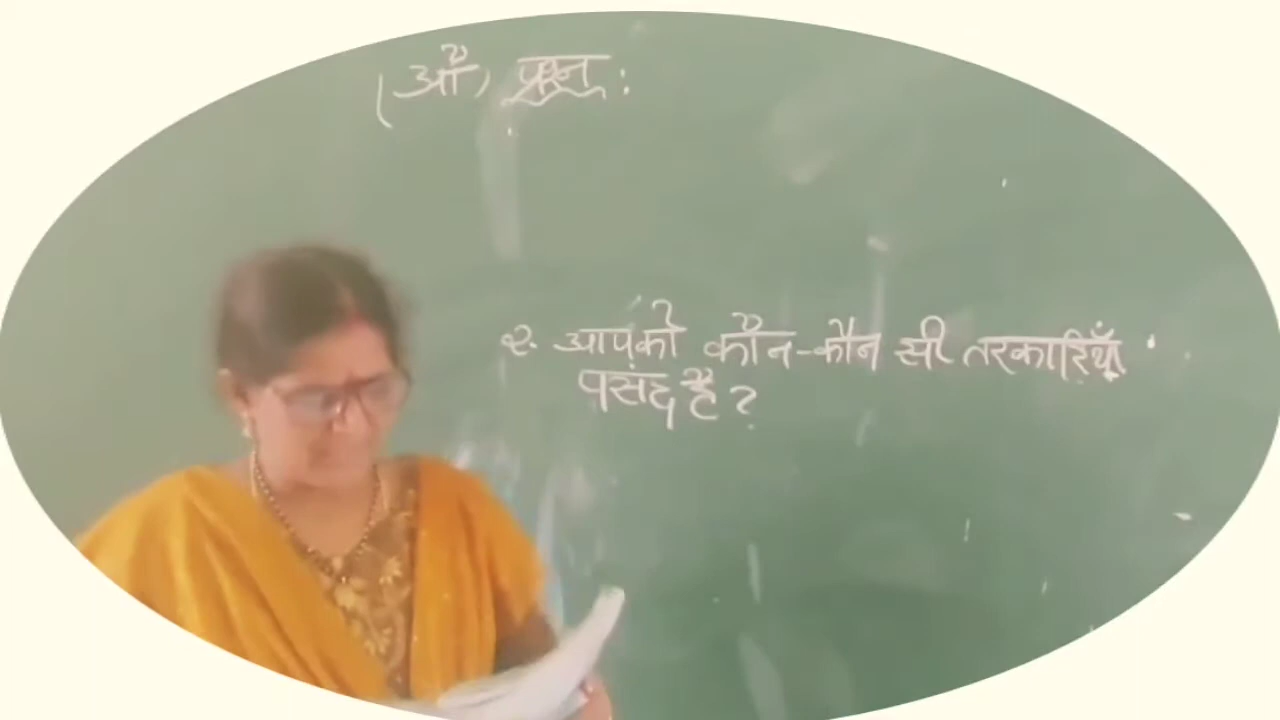 (औ) प्रश्न :
२. आपको कौन-कौन सी तरकारियाँ
पसंद है ?